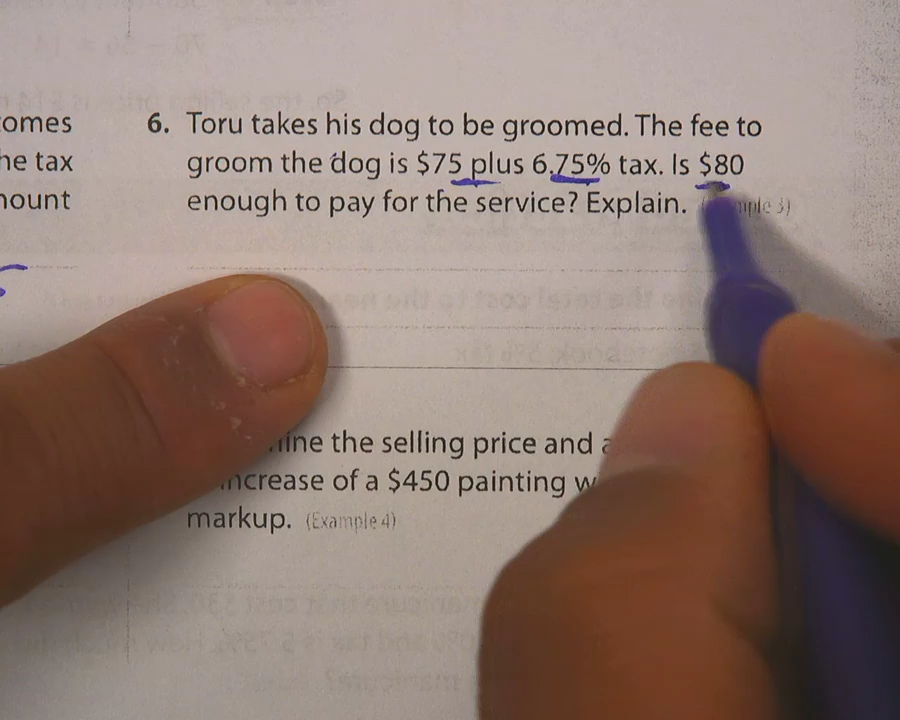 omes
he tax
nount
6. Toru takes his dog to be groomed. The fee to
groom the dog is $75 plus 6.75% tax. Is $80
enough to pay for the service? Explain.
the selling price and
increase of a $450 painting
markup. (Example 4)